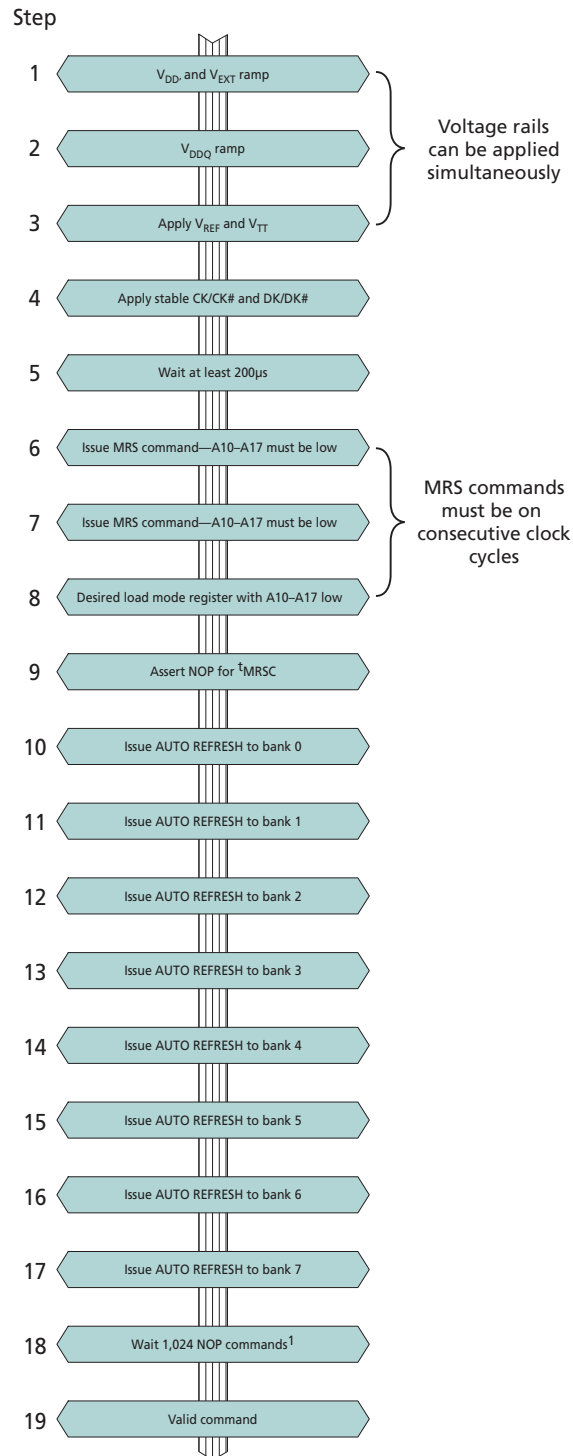 Step
1 V_DD, and V_EXT ramp
2 V_DDQ ramp
3 Apply V_REF and V_TT
Voltage rails
can be applied
simultaneously
4 Apply stable CK/CK# and DK/DK#
5 Wait at least 200µs
6 Issue MRS command—A10–A17 must be low
7 Issue MRS command—A10–A17 must be low
8 Desired load mode register with A10–A17 low
MRS commands
must be on
consecutive clock
cycles
9 Assert NOP for ᵗMRSC
10 Issue AUTO REFRESH to bank 0
11 Issue AUTO REFRESH to bank 1
12 Issue AUTO REFRESH to bank 2
13 Issue AUTO REFRESH to bank 3
14 Issue AUTO REFRESH to bank 4
15 Issue AUTO REFRESH to bank 5
16 Issue AUTO REFRESH to bank 6
17 Issue AUTO REFRESH to bank 7
18 Wait 1,024 NOP commands¹
19 Valid command